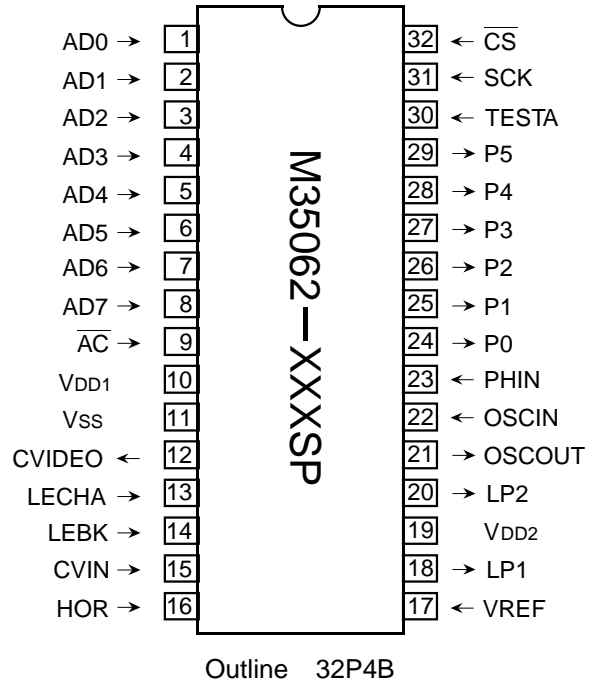 AD0 → 1 32 ← C̅S̅
AD1 → 2 31 ← SCK
AD2 → 3 30 ← TESTA
AD3 → 4 29 → P5
AD4 → 5 28 → P4
AD5 → 6 27 → P3
AD6 → 7 26 → P2
AD7 → 8 25 → P1
A̅C̅ → 9 24 → P0
VDD1 10 23 ← PHIN
VSS 11 22 ← OSCIN
CVIDEO ← 12 21 → OSCOUT
LECHA → 13 20 → LP2
LEBK → 14 19 VDD2
CVIN → 15 18 → LP1
HOR → 16 17 ← VREF
M35062–XXXSP
Outline 32P4B